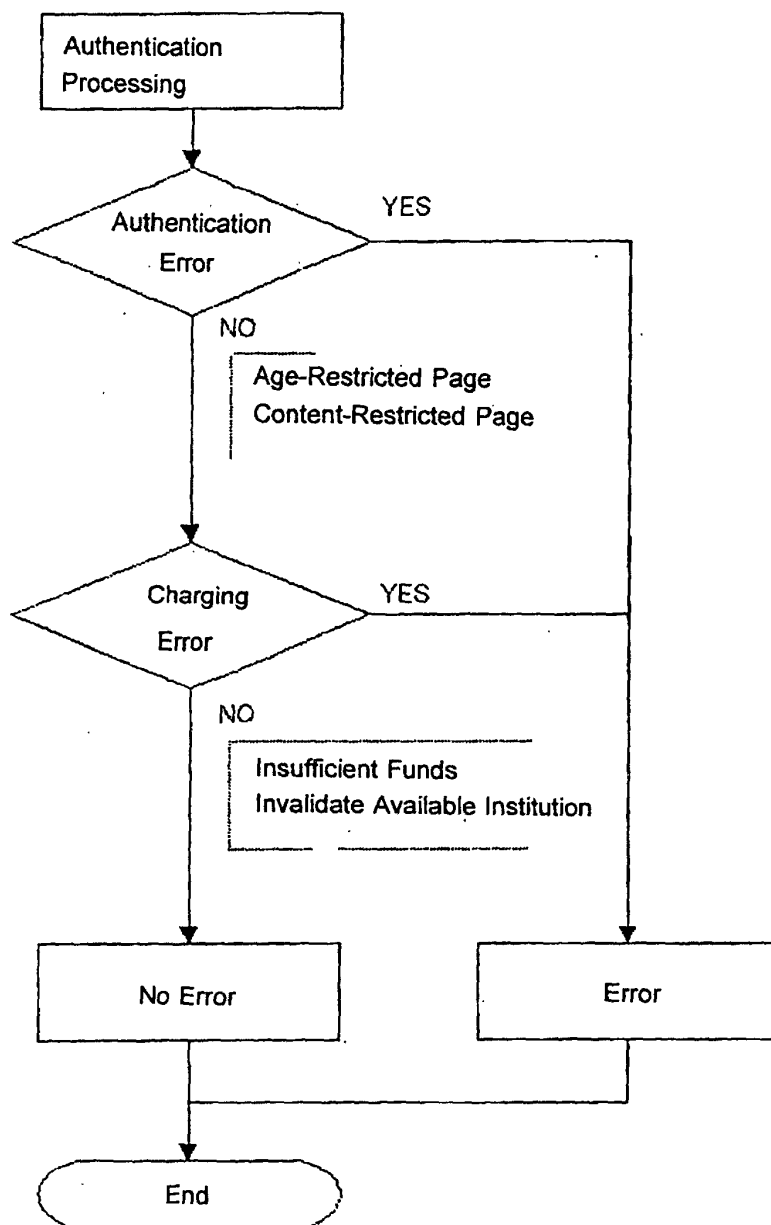 Authentication
Processing
Authentication
Error
YES
NO
Age-Restricted Page
Content-Restricted Page
Charging
Error
YES
NO
Insufficient Funds
Invalidate Available Institution
No Error
Error
End